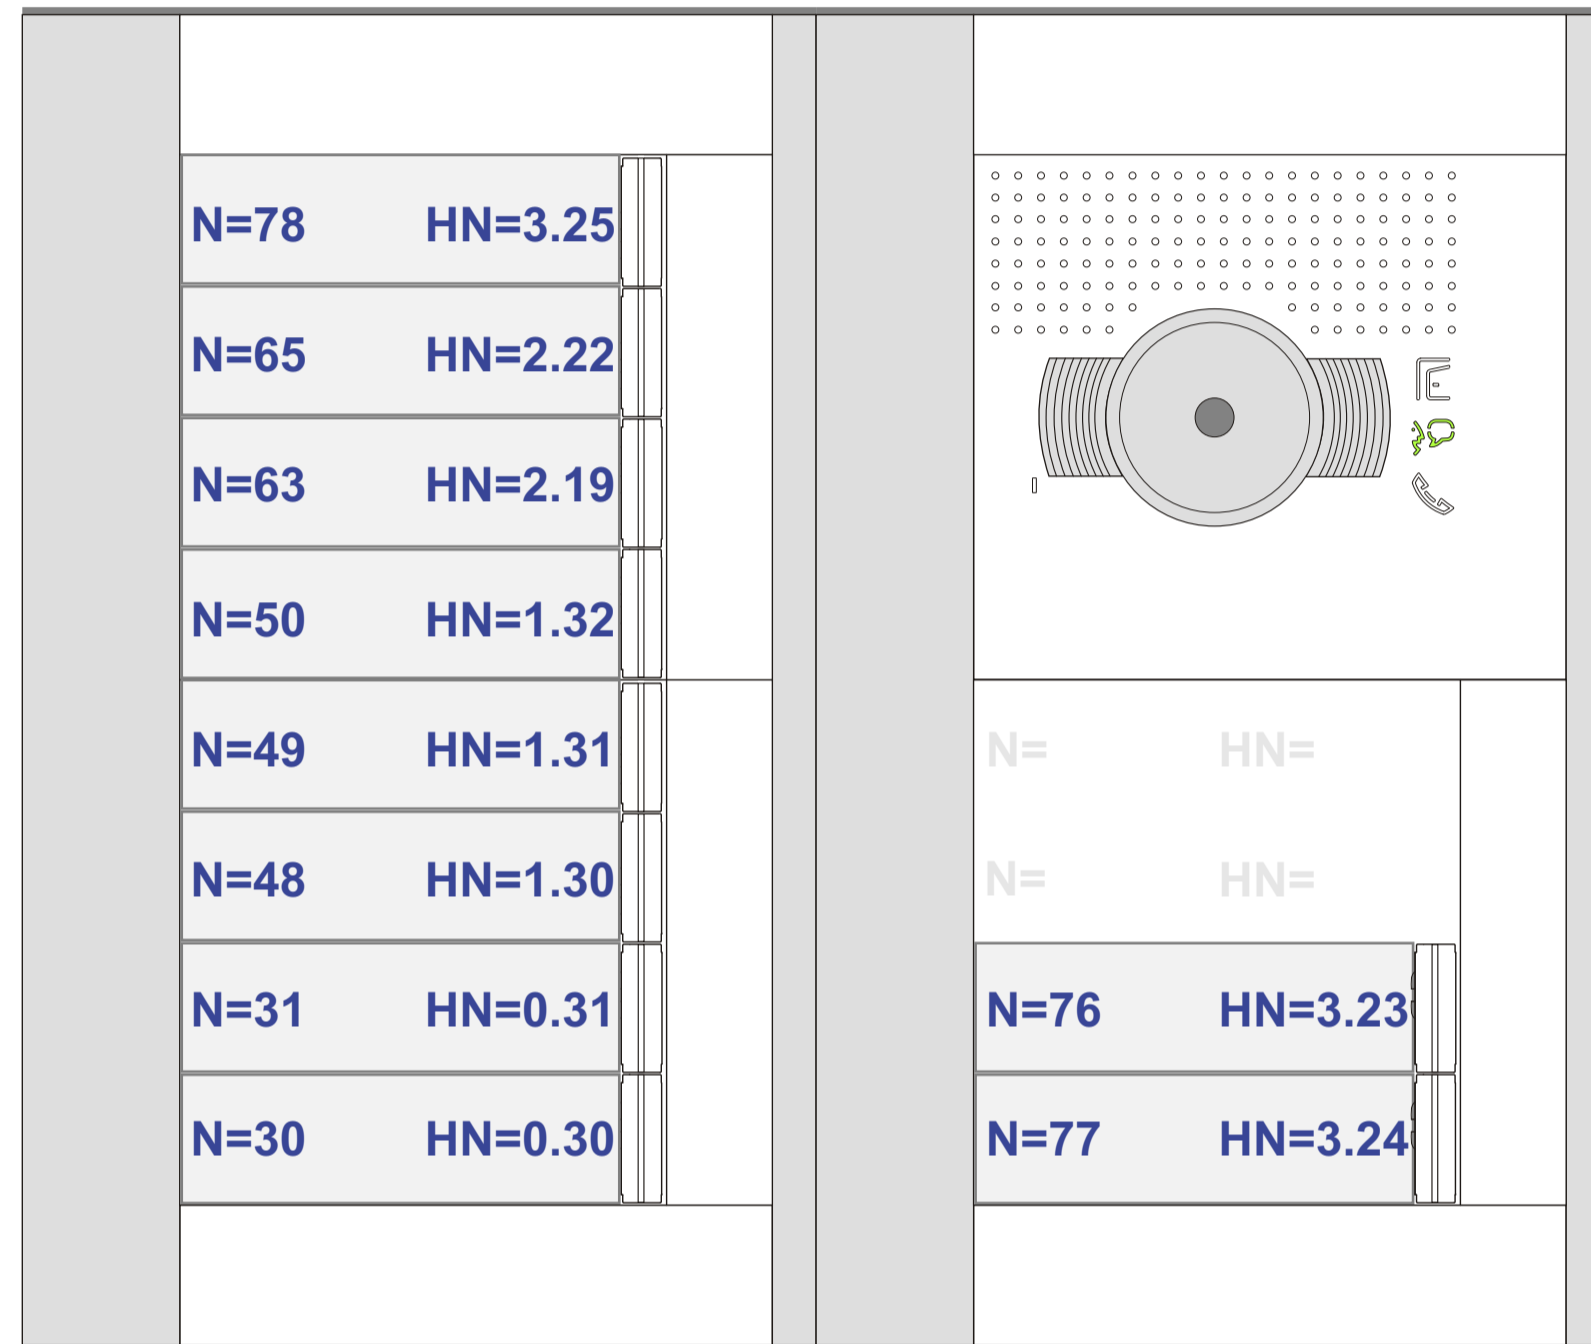 N=78 HN=3.25
N=65 HN=2.22
N=63 HN=2.19
N=50 HN=1.32
N=49 HN=1.31
N=48 HN=1.30
N=31 HN=0.31
N=30 HN=0.30
N= HN=
N= HN=
N=76 HN=3.23
N=77 HN=3.24